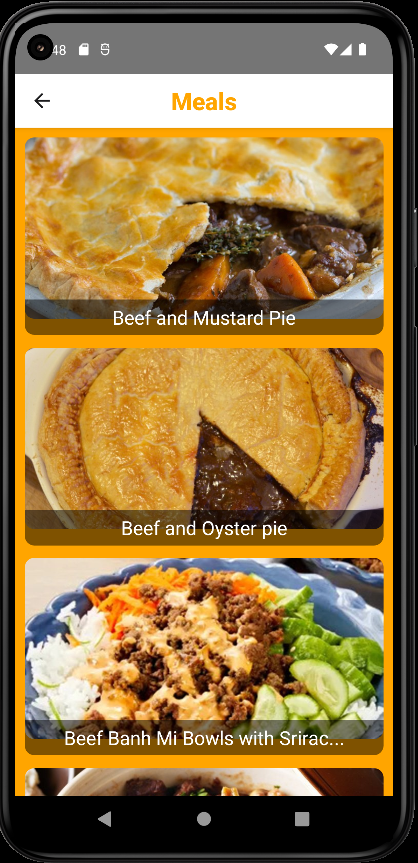 48
Meals
Beef and Mustard Pie
Beef and Oyster pie
Beef Banh Mi Bowls with Srirac...